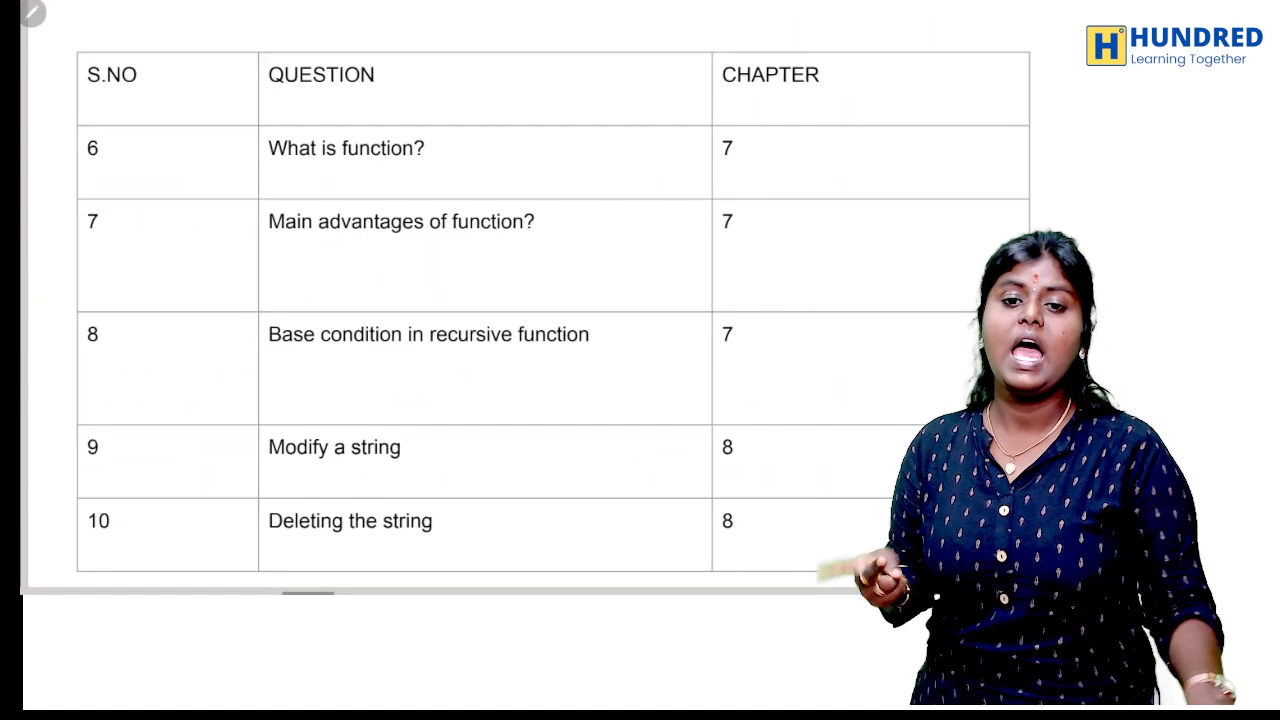 HUNDRED
Learning Together
S.NO QUESTION CHAPTER
6 What is function? 7
7 Main advantages of function? 7
8 Base condition in recursive function 7
9 Modify a string 8
10 Deleting the string 8